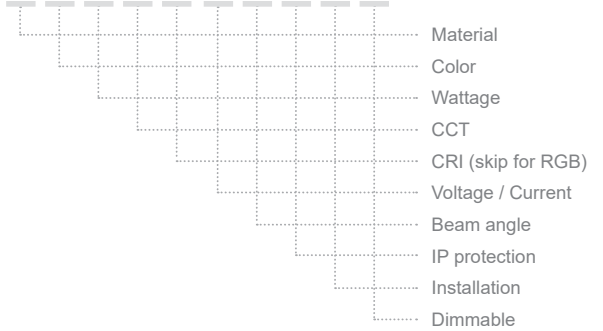 Material
Color
Wattage
CCT
CRI (skip for RGB)
Voltage / Current
Beam angle
IP protection
Installation
Dimmable